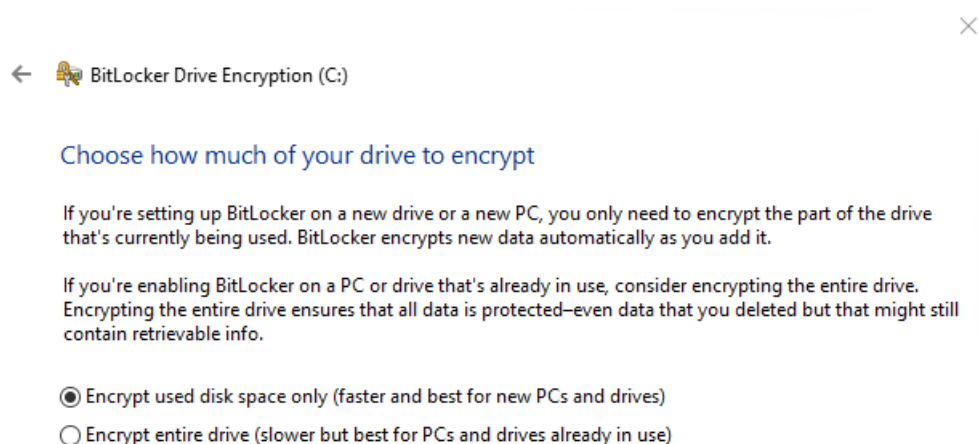 BitLocker Drive Encryption (C:)
Choose how much of your drive to encrypt
If you're setting up BitLocker on a new drive or a new PC, you only need to encrypt the part of the drive
that's currently being used. BitLocker encrypts new data automatically as you add it.
If you're enabling BitLocker on a PC or drive that's already in use, consider encrypting the entire drive.
Encrypting the entire drive ensures that all data is protected–even data that you deleted but that might still
contain retrievable info.
Encrypt used disk space only (faster and best for new PCs and drives)
Encrypt entire drive (slower but best for PCs and drives already in use)